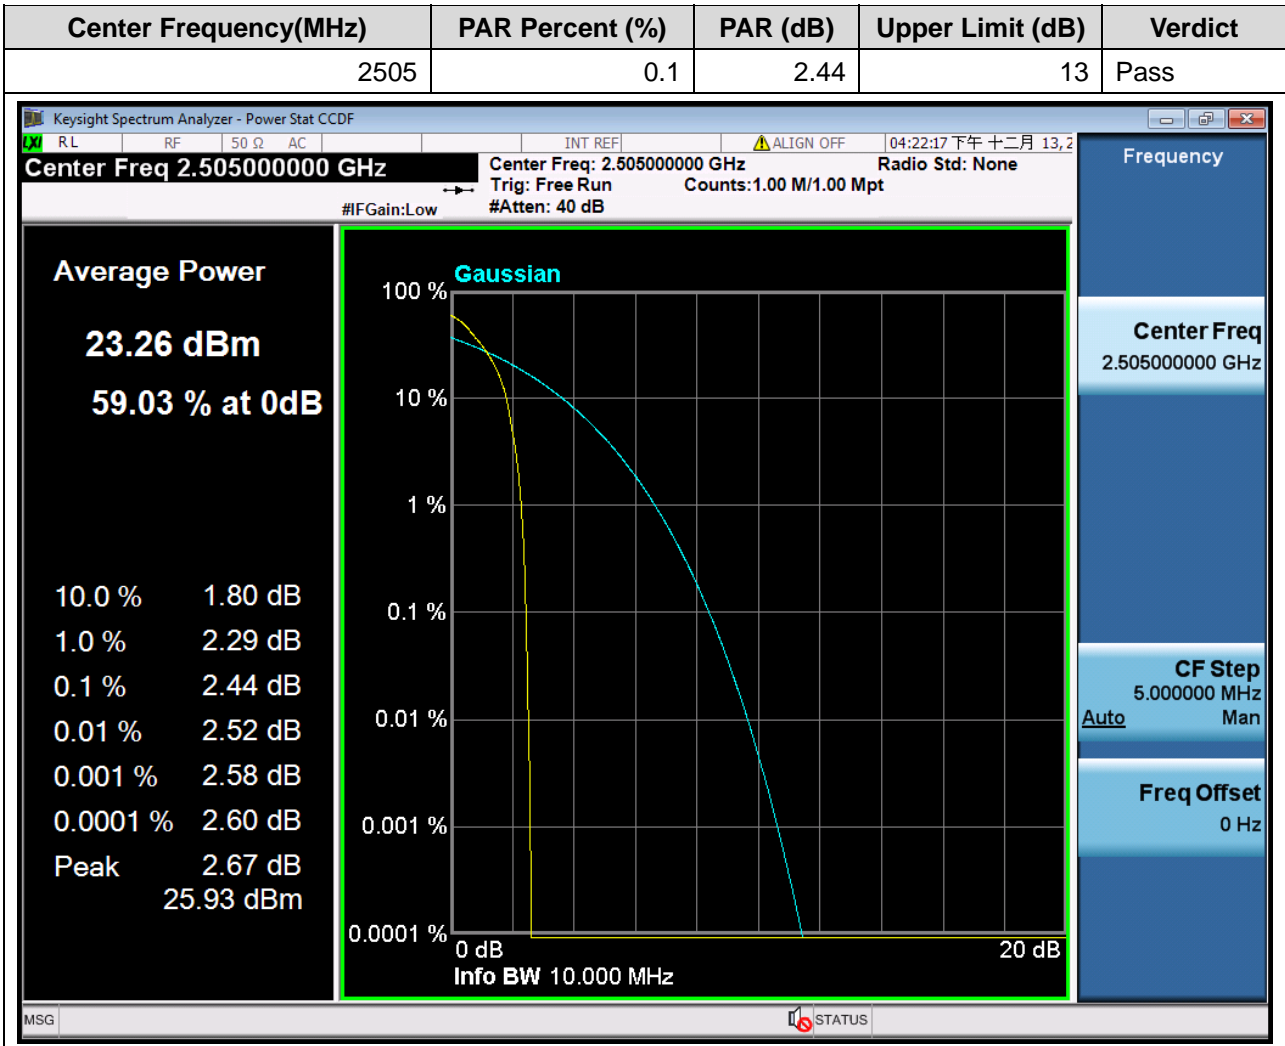 Center Frequency(MHz) PAR Percent (%) PAR (dB) Upper Limit (dB) Verdict
2505 0.1 2.44 13 Pass
Keysight Spectrum Analyzer - Power Stat CCDF
LXI RL RF 50 Ω AC INT REF ALIGN OFF 04:22:17 下午 十二月 13, 2
Center Freq 2.505000000 GHz
Center Freq: 2.505000000 GHz Radio Std: None
Trig: Free Run Counts:1.00 M/1.00 Mpt
#IFGain:Low #Atten: 40 dB
Average Power
23.26 dBm
59.03 % at 0dB
10.0 % 1.80 dB
1.0 % 2.29 dB
0.1 % 2.44 dB
0.01 % 2.52 dB
0.001 % 2.58 dB
0.0001 % 2.60 dB
Peak 2.67 dB
25.93 dBm
Gaussian
100 %
10 %
1 %
0.1 %
0.01 %
0.001 %
0.0001 %
0 dB 20 dB
Info BW 10.000 MHz
Frequency
Center Freq
2.505000000 GHz
CF Step
5.000000 MHz
Auto Man
Freq Offset
0 Hz
MSG STATUS